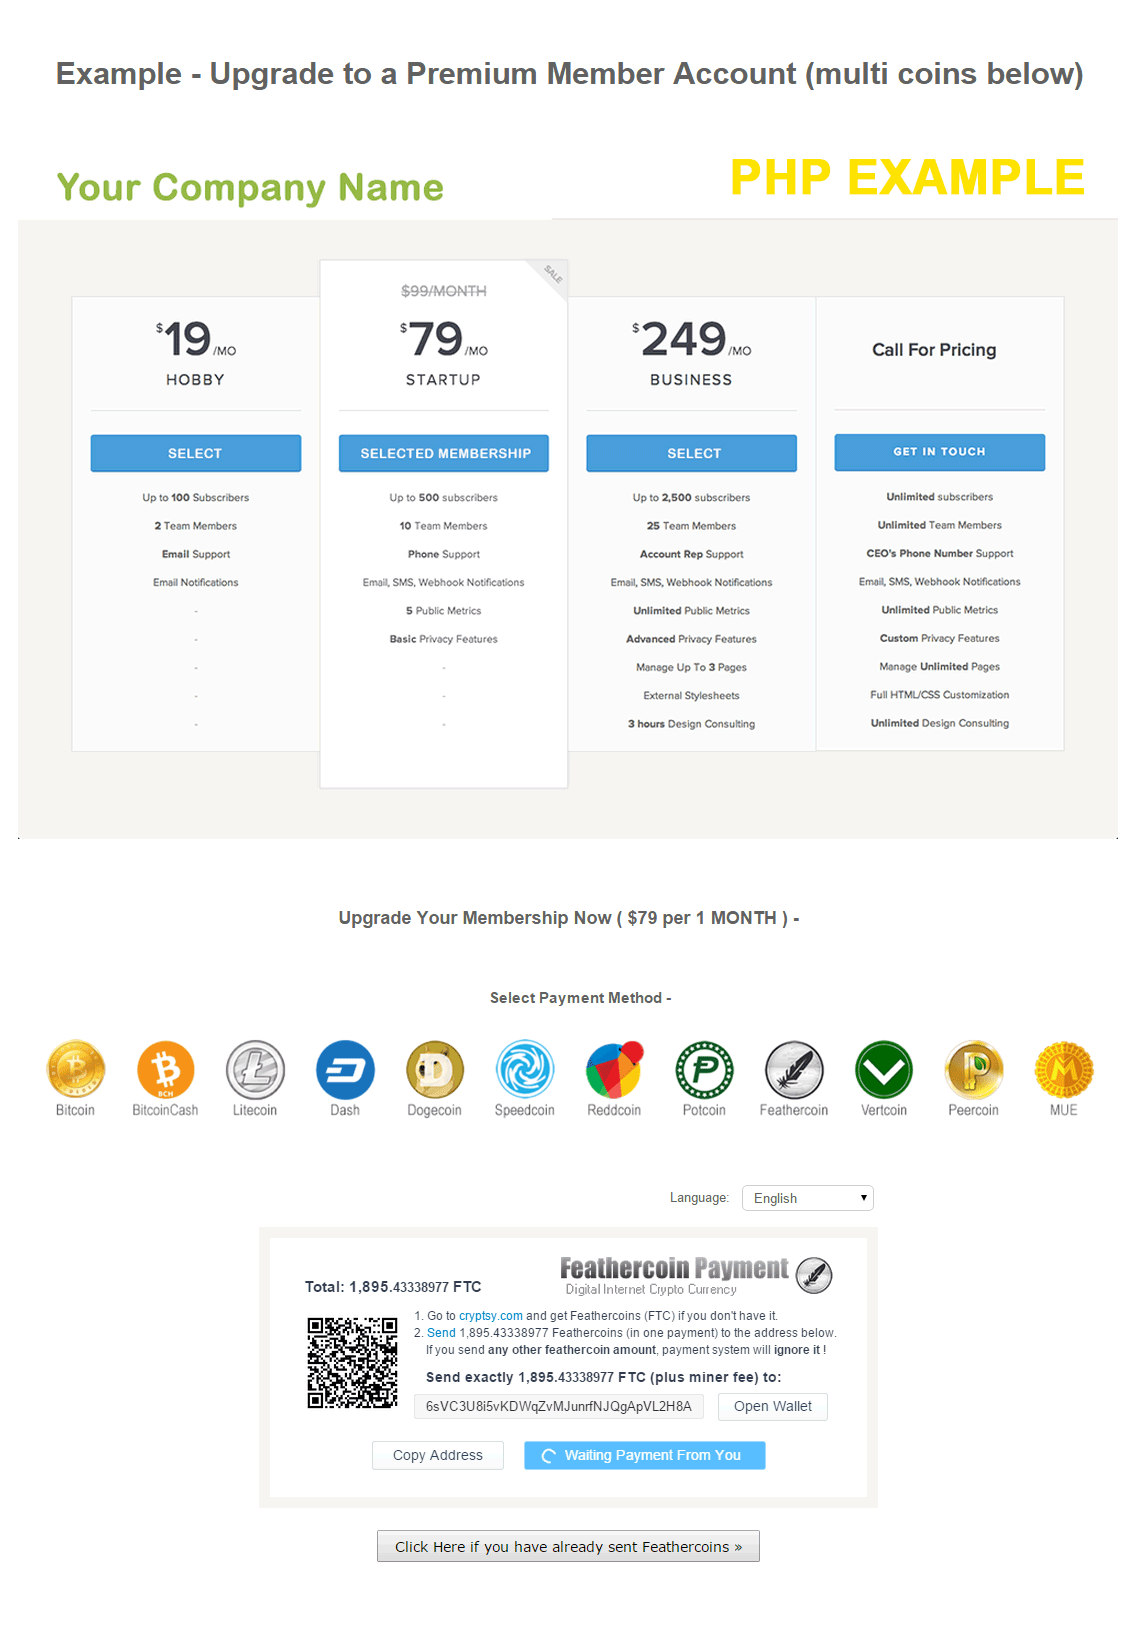 Example - Upgrade to a Premium Member Account (multi coins below)
Your Company Name
PHP EXAMPLE
$19/MO
HOBBY
SELECT
Up to 100 Subscribers
2 Team Members
Email Support
Email Notifications
-
-
-
-
-
SALE
$99/MONTH
$79/MO
STARTUP
SELECTED MEMBERSHIP
Up to 500 subscribers
10 Team Members
Phone Support
Email, SMS, Webhook Notifications
5 Public Metrics
Basic Privacy Features
-
-
-
$249/MO
BUSINESS
SELECT
Up to 2,500 subscribers
25 Team Members
Account Rep Support
Email, SMS, Webhook Notifications
Unlimited Public Metrics
Advanced Privacy Features
Manage Up To 3 Pages
External Stylesheets
3 hours Design Consulting
Call For Pricing
GET IN TOUCH
Unlimited subscribers
Unlimited Team Members
CEO's Phone Number Support
Email, SMS, Webhook Notifications
Unlimited Public Metrics
Custom Privacy Features
Manage Unlimited Pages
Full HTML/CSS Customization
Unlimited Design Consulting
Upgrade Your Membership Now ( $79 per 1 MONTH ) -
Select Payment Method -
BCH
Bitcoin BitcoinCash Litecoin Dash Dogecoin Speedcoin Reddcoin Potcoin Feathercoin Vertcoin Peercoin MUE
Language: English
Feathercoin Payment
Digital Internet Crypto Currency
Total: 1,895.43338977 FTC
1. Go to cryptsy.com and get Feathercoins (FTC) if you don't have it.
2. Send 1,895.43338977 Feathercoins (in one payment) to the address below.
If you send any other feathercoin amount, payment system will ignore it !
Send exactly 1,895.43338977 FTC (plus miner fee) to:
6sVC3U8i5vKDWqZvMJunrfNJQgApVL2H8A
Open Wallet
Copy Address
Waiting Payment From You
Click Here if you have already sent Feathercoins »